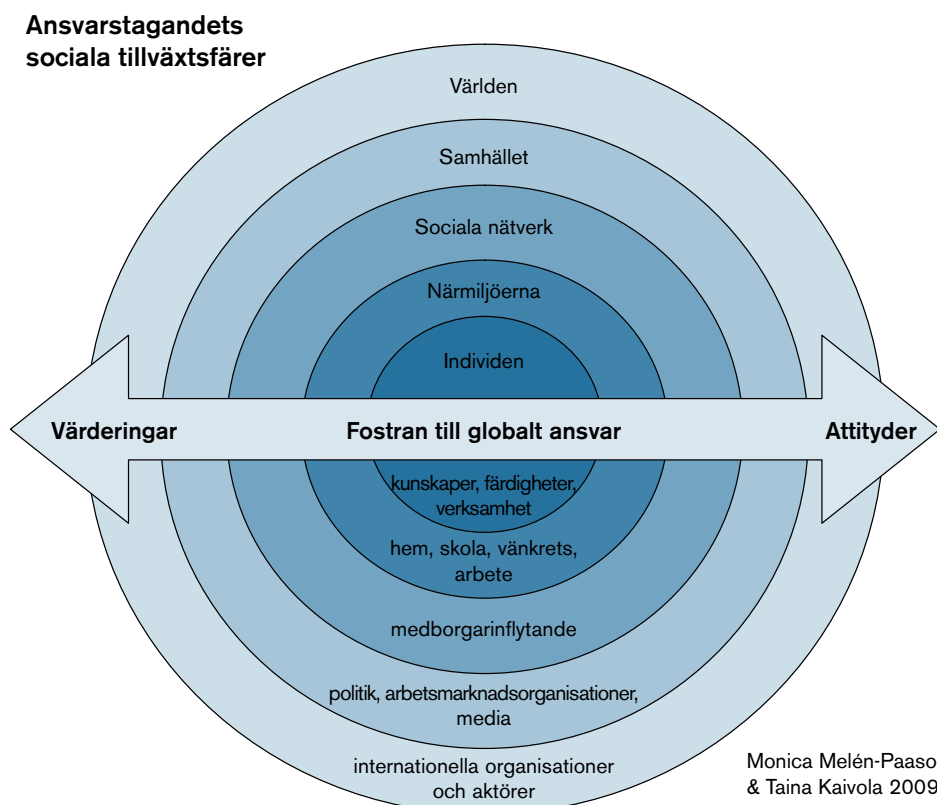 Ansvarstagandets
sociala tillväxtsfärer
Världen
Samhället
Sociala nätverk
Närmiljöerna
Individen
Värderingar
Fostran till globalt ansvar
Attityder
kunskaper, färdigheter,
verksamhet
hem, skola, vänkrets,
arbete
medborgarinflytande
politik, arbetsmarknadsorganisationer,
media
internationella organisationer
och aktörer
Monica Melén-Paaso
& Taina Kaivola 2009